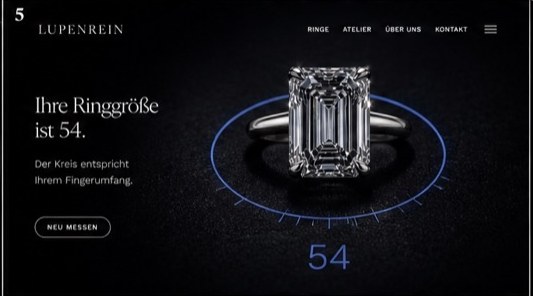 5
LUPENREIN
RINGE ATELIER ÜBER UNS KONTAKT
Ihre Ringgröße
ist 54.
Der Kreis entspricht
Ihrem Fingerumfang.
NEU MESSEN
54